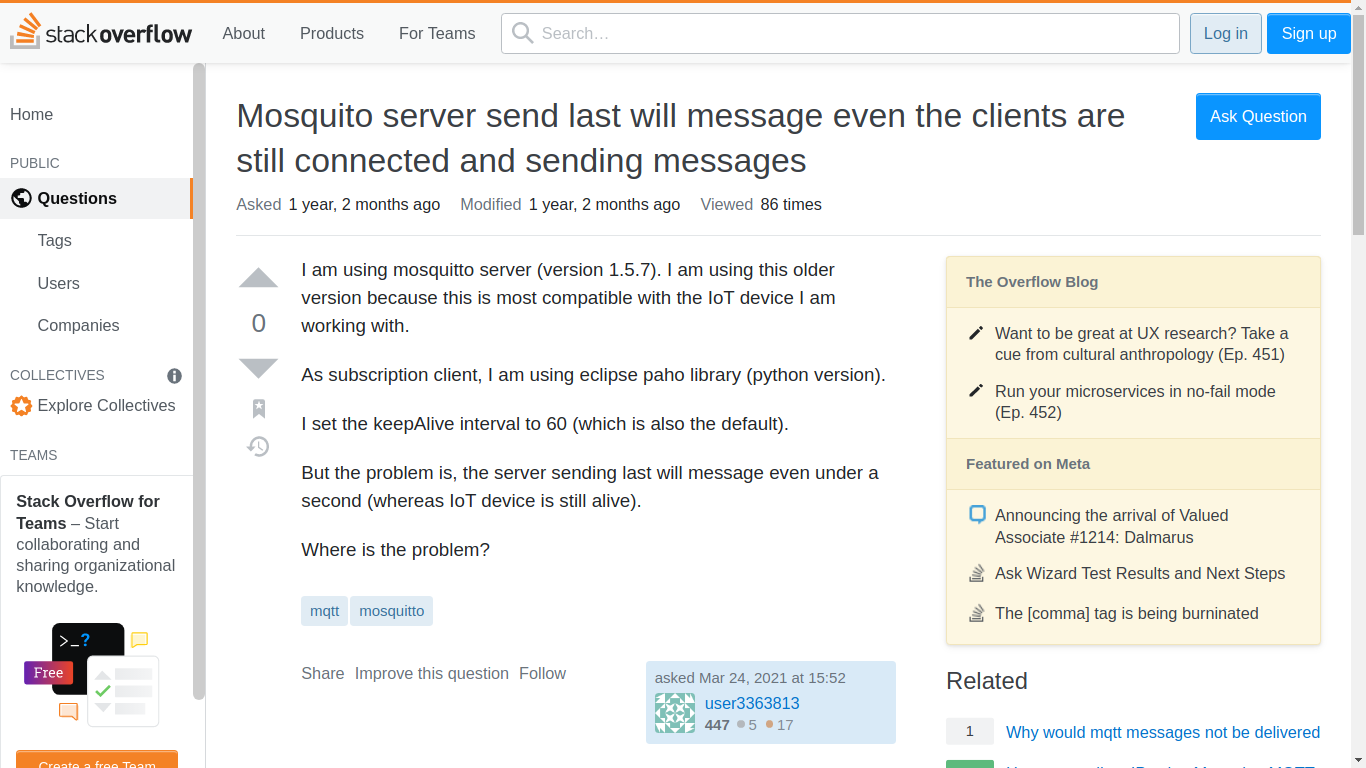 stack overflow
About
Products
For Teams
Search…
Log in
Sign up
Home
PUBLIC
Questions
Tags
Users
Companies
COLLECTIVES
Explore Collectives
TEAMS
Stack Overflow for
Teams – Start
collaborating and
sharing organizational
knowledge.
>_?
Free
Create a free Team
Mosquito server send last will message even the clients are
still connected and sending messages
Ask Question
Asked 1 year, 2 months ago Modified 1 year, 2 months ago Viewed 86 times
0
I am using mosquitto server (version 1.5.7). I am using this older
version because this is most compatible with the IoT device I am
working with.
As subscription client, I am using eclipse paho library (python version).
I set the keepAlive interval to 60 (which is also the default).
But the problem is, the server sending last will message even under a
second (whereas IoT device is still alive).
Where is the problem?
mqtt mosquitto
Share Improve this question Follow
asked Mar 24, 2021 at 15:52
user3363813
447 5 17
The Overflow Blog
Want to be great at UX research? Take a
cue from cultural anthropology (Ep. 451)
Run your microservices in no-fail mode
(Ep. 452)
Featured on Meta
Announcing the arrival of Valued
Associate #1214: Dalmarus
Ask Wizard Test Results and Next Steps
The [comma] tag is being burninated
Related
1
Why would mqtt messages not be delivered